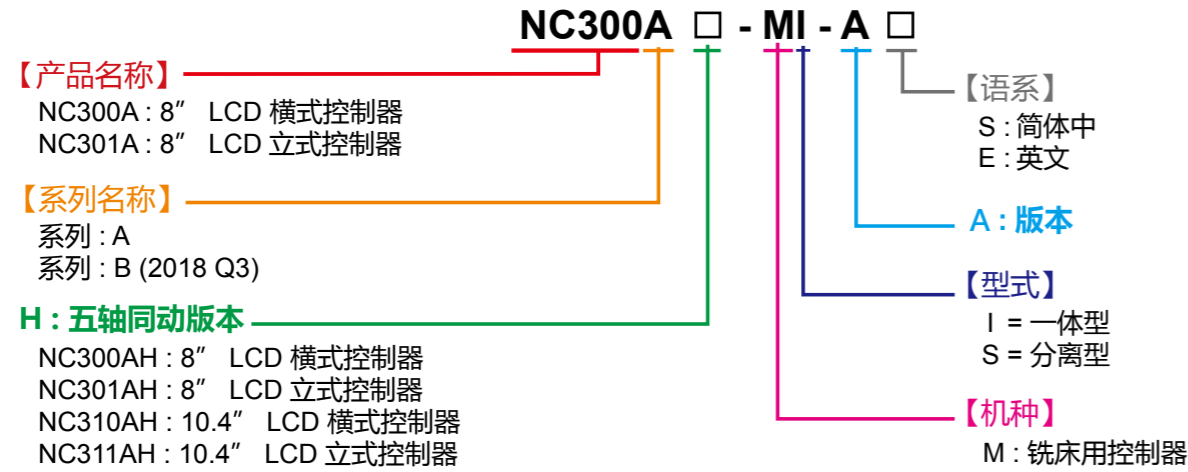 NC300A □ - MI - A □
【产品名称】
NC300A : 8″ LCD 横式控制器
NC301A : 8″ LCD 立式控制器
【系列名称】
系列 : A
系列 : B (2018 Q3)
H : 五轴同动版本
NC300AH : 8″ LCD 横式控制器
NC301AH : 8″ LCD 立式控制器
NC310AH : 10.4″ LCD 横式控制器
NC311AH : 10.4″ LCD 立式控制器
【语系】
S : 简体中
E : 英文
A : 版本
【型式】
I = 一体型
S = 分离型
【机种】
M : 铣床用控制器